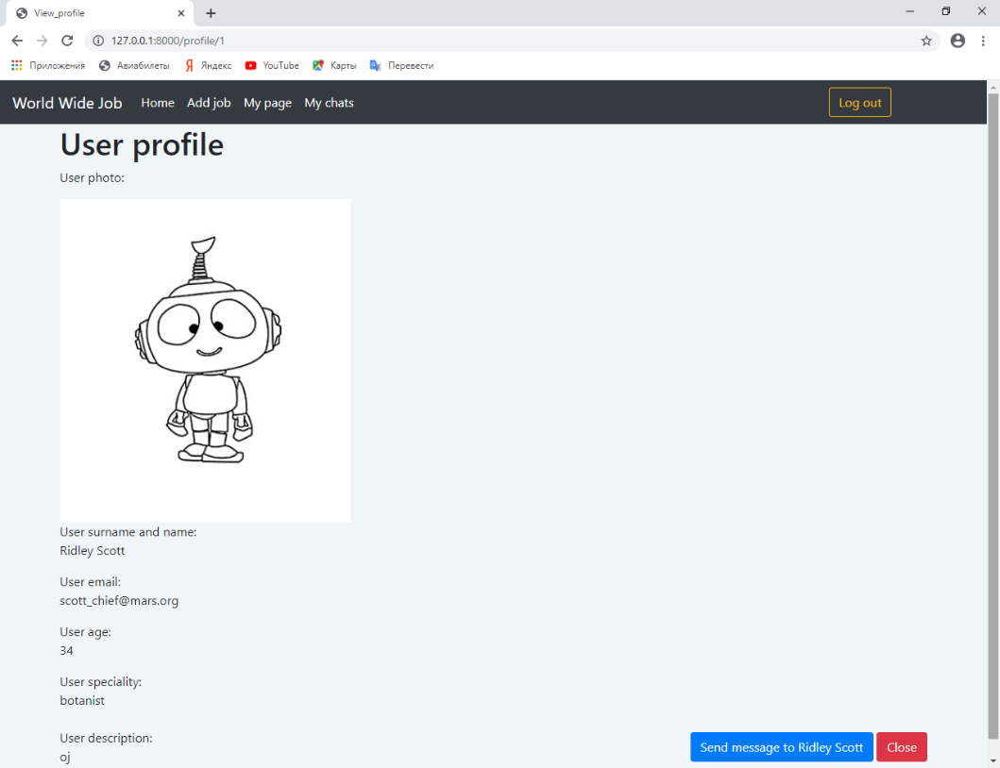 View_profile
127.0.0.1:8000/profile/1
Приложения Авиабилеты Яндекс YouTube Карты Перевести
World Wide Job Home Add job My page My chats Log out
User profile
User photo:
User surname and name:
Ridley Scott
User email:
scott_chief@mars.org
User age:
34
User speciality:
botanist
User description:
oj
Send message to Ridley Scott Close